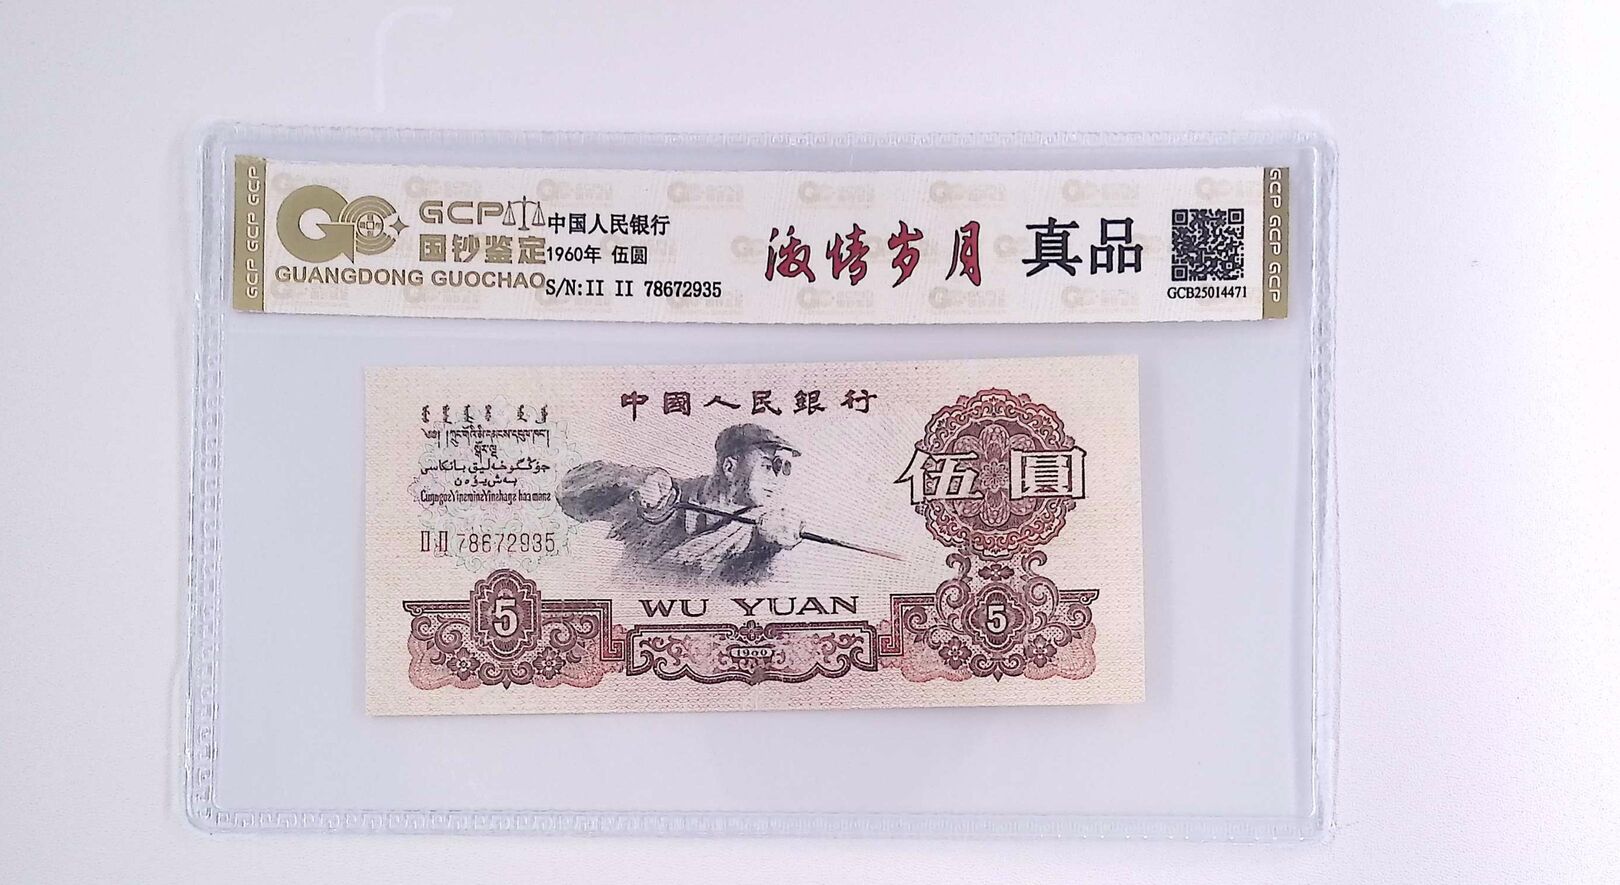 GCP GCP GCP
GCP
国钞鉴定
GUANGDONG GUOCHAO
中国人民银行
1960年 伍圆
S/N:II II 78672935
激情岁月
真品
GCB25014471
GCP GCP GCP
中國人民銀行
伍圓
II II 78672935
5
WU YUAN
1960
5